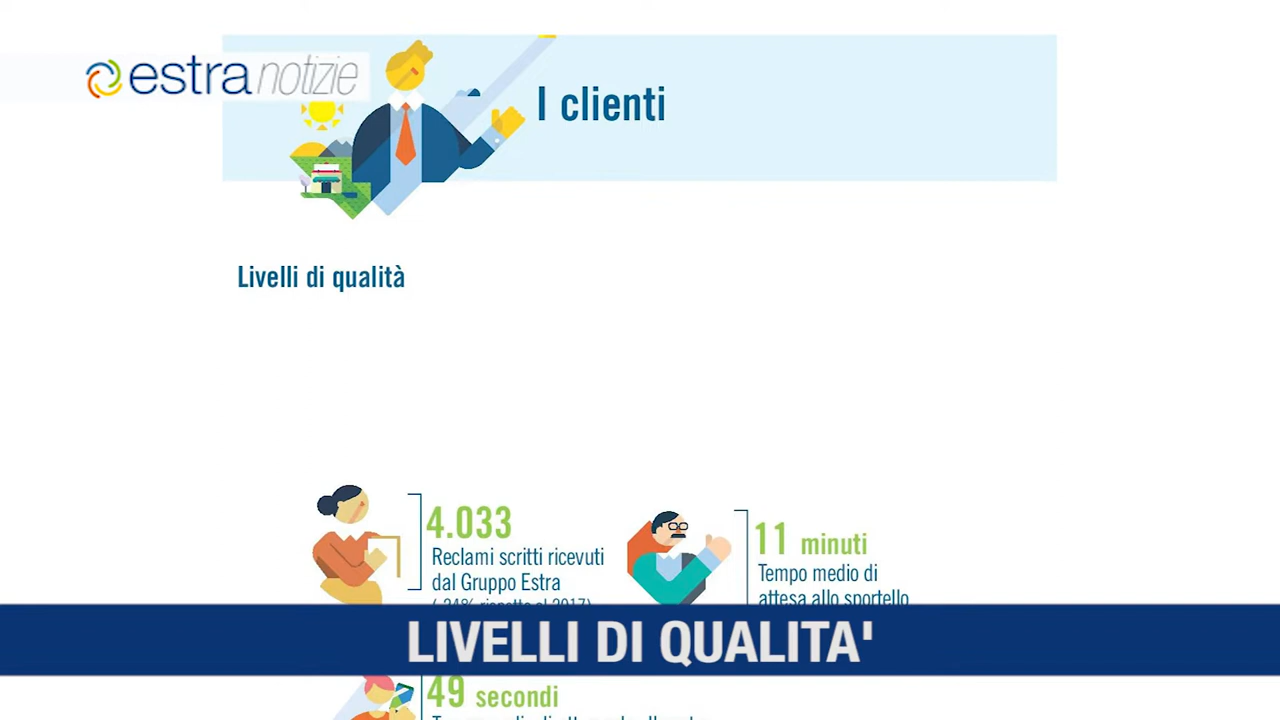 estra notizie
I clienti
Livelli di qualità
4.033
Reclami scritti ricevuti
dal Gruppo Estra
11 minuti
Tempo medio di
attesa allo sportello
LIVELLI DI QUALITA'
49 secondi